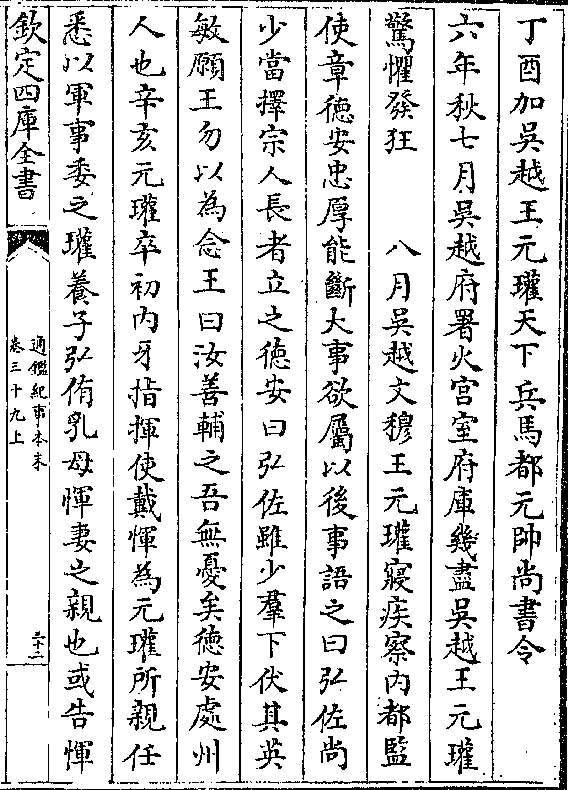 丁酉加吳越王元瓘天下兵馬都元帥尚書令
六年秋七月吳越府署火宮室府庫幾盡吳越王元瓘
驚懼發狂　八月吳越文穆王元瓘寢疾察內都監
使章徳安忠厚能斷大事欲屬以後事語之曰弘佐尚
少當擇宗人長者立之徳安曰弘佐雖少羣下伏其英
敏願王勿以為念王曰汝善輔之吾無憂矣徳安處州
人也辛亥元瓘卒初內牙指揮使戴惲為元瓘所親任
悉以軍事委之瓘養子弘侑乳母惲妻之親也或告惲
欽定四庫全書
通鑑紀事本末
卷三十九上
二十二